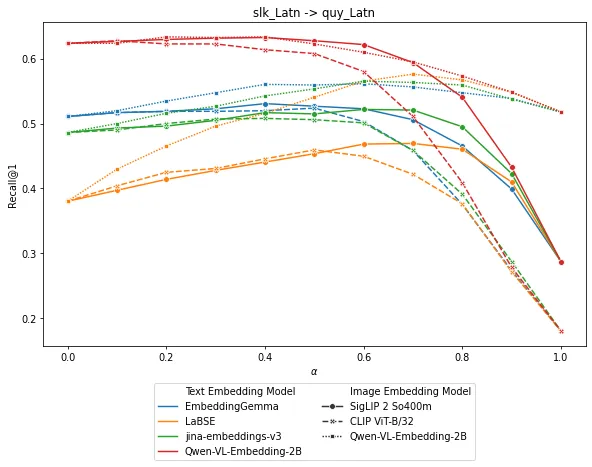 slk_Latn -> quy_Latn
Recall@1
0.6
0.5
0.4
0.3
0.2
0.0
0.2
0.4
0.6
0.8
1.0
α
Text Embedding Model
EmbeddingGemma
LaBSE
jina-embeddings-v3
Qwen-VL-Embedding-2B
Image Embedding Model
SigLIP 2 So400m
CLIP ViT-B/32
Qwen-VL-Embedding-2B